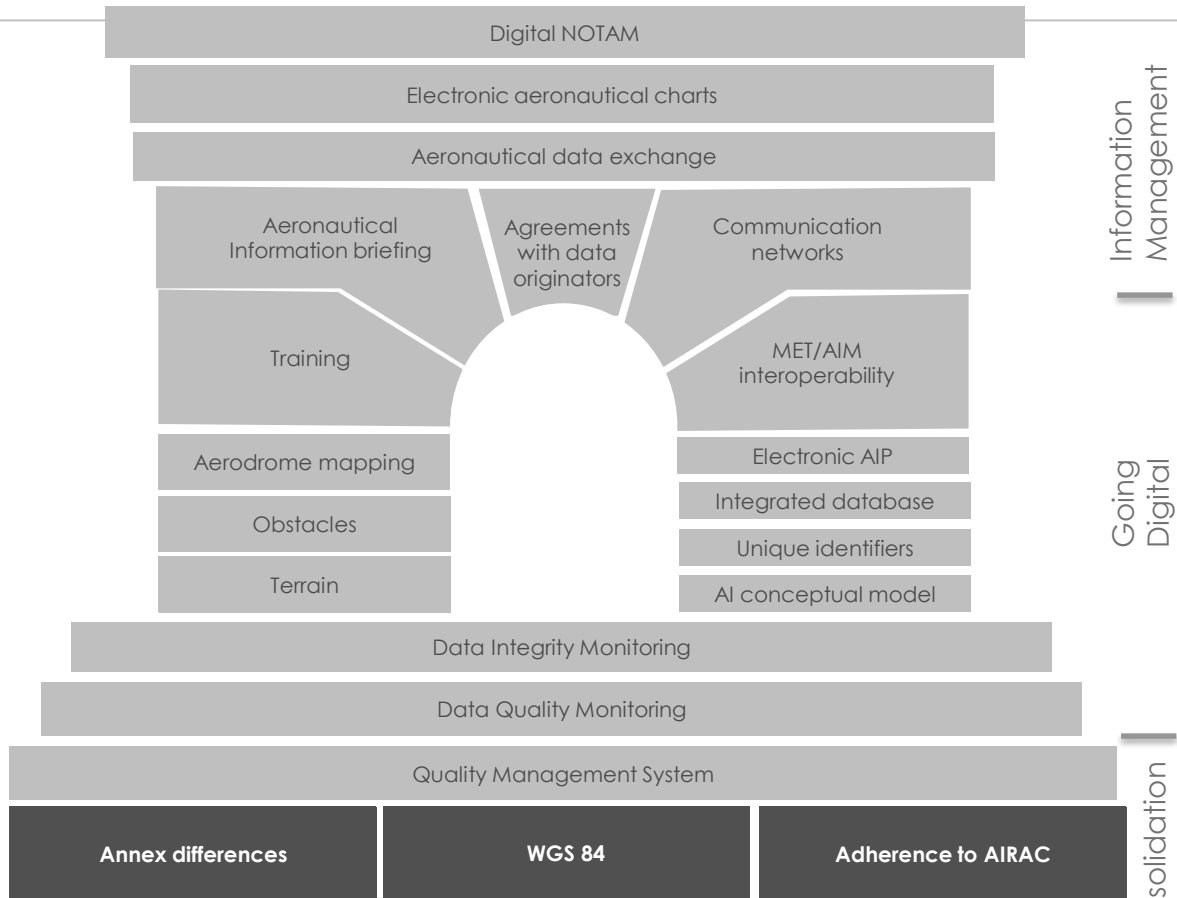 Digital NOTAM
Electronic aeronautical charts
Aeronautical data exchange
Aeronautical
Information briefing
Agreements
with data
originators
Communication
networks
Training
MET/AIM
interoperability
Aerodrome mapping
Obstacles
Terrain
Electronic AIP
Integrated database
Unique identifiers
AI conceptual model
Data Integrity Monitoring
Data Quality Monitoring
Quality Management System
Annex differences
WGS 84
Adherence to AIRAC
Information
Management
Going
Digital
solidation